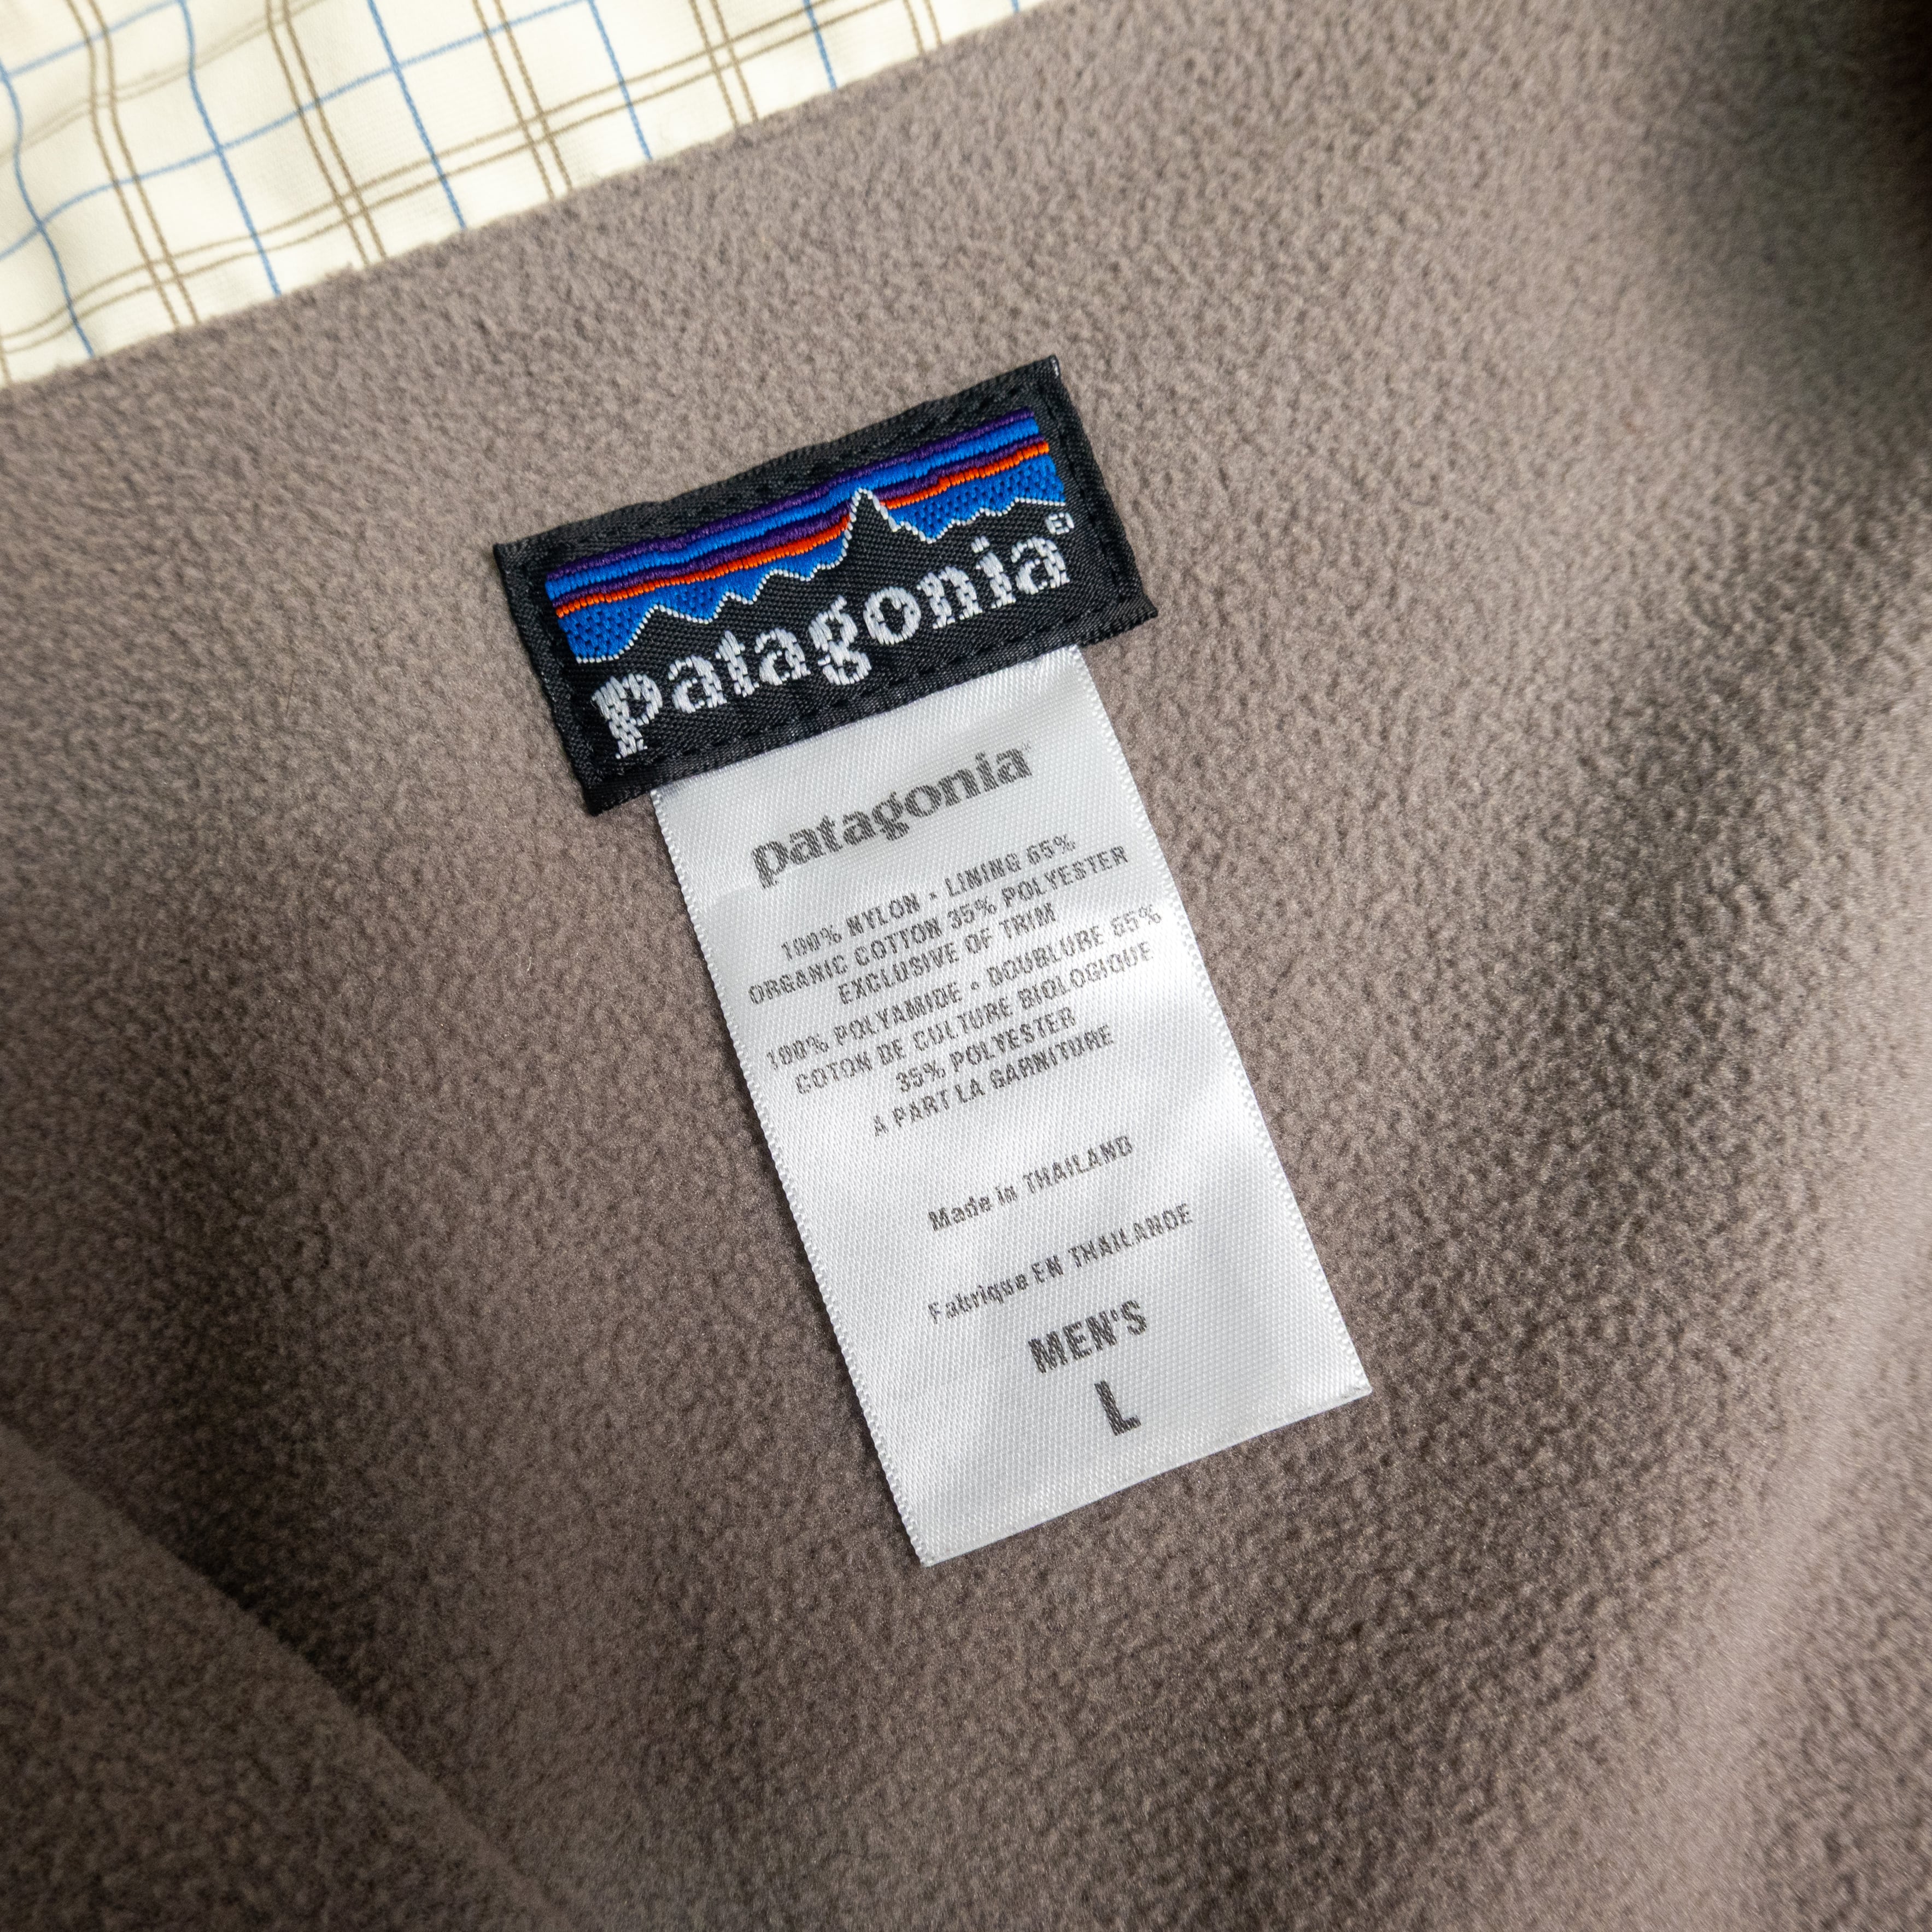 patagonia®
patagonia®
100% NYLON • LINING 65%
ORGANIC COTTON 35% POLYESTER
EXCLUSIVE OF TRIM
100% POLYAMIDE • DOUBLURE 65%
COTON DE CULTURE BIOLOGIQUE
35% POLYESTER
A PART LA GARNITURE
Made in THAILAND
Fabrique EN THAILANDE
MEN'S
L